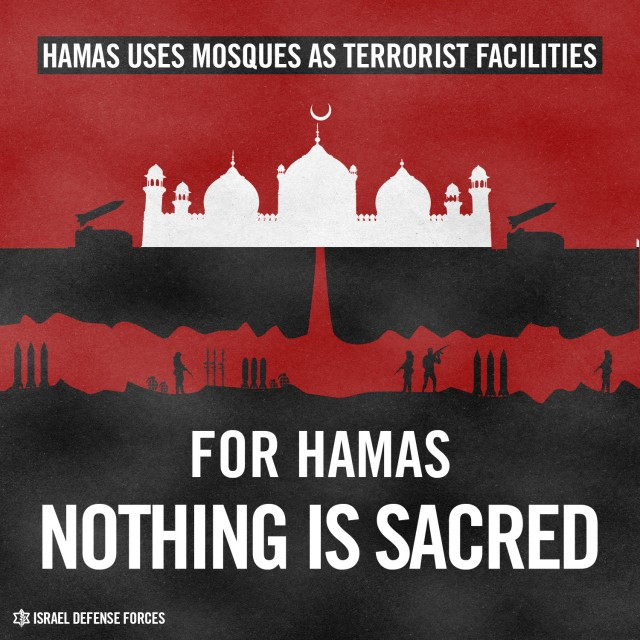 HAMAS USES MOSQUES AS TERRORIST FACILITIES
FOR HAMAS
NOTHING IS SACRED
ISRAEL DEFENSE FORCES